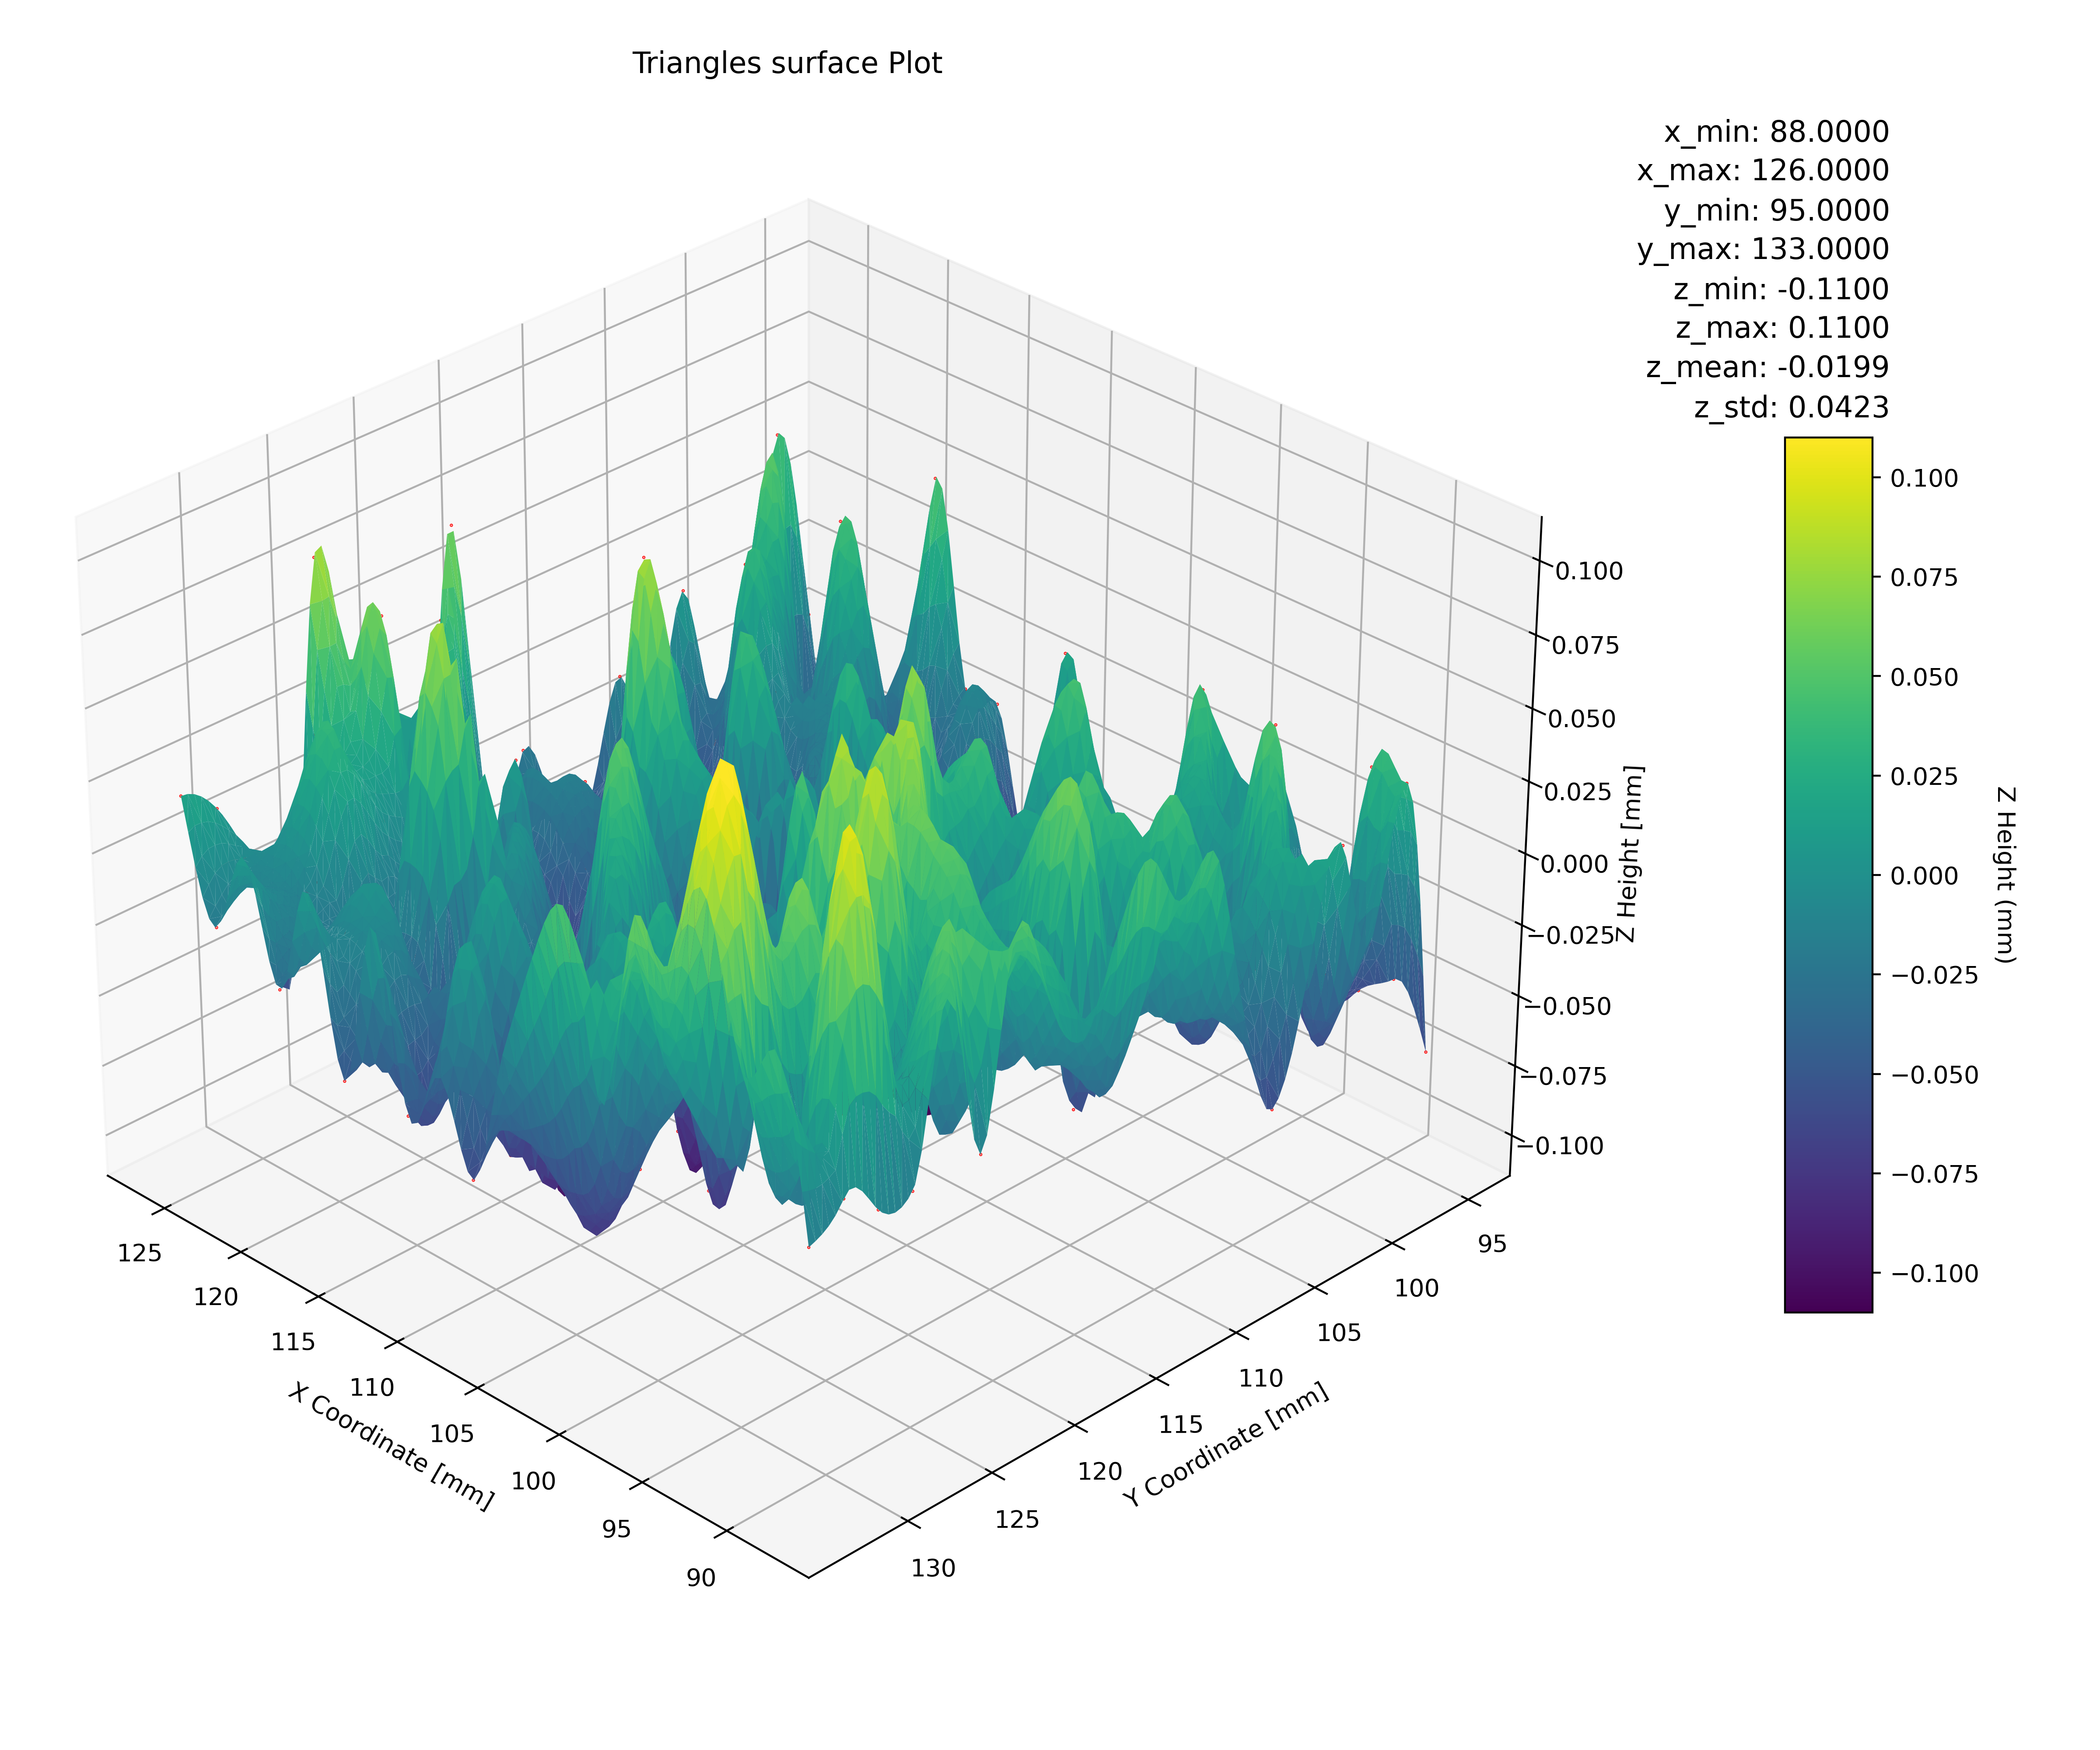 Triangles surface Plot
x_min: 88.0000
x_max: 126.0000
y_min: 95.0000
y_max: 133.0000
z_min: -0.1100
z_max: 0.1100
z_mean: -0.0199
z_std: 0.0423
0.100
0.075
0.050
0.025
0.000
−0.025
−0.050
−0.075
−0.100
Z Height [mm]
0.100
0.075
0.050
0.025
0.000
−0.025
−0.050
−0.075
−0.100
Z Height (mm)
125
120
115
110
105
100
95
90
X Coordinate [mm]
95
100
105
110
115
120
125
130
Y Coordinate [mm]